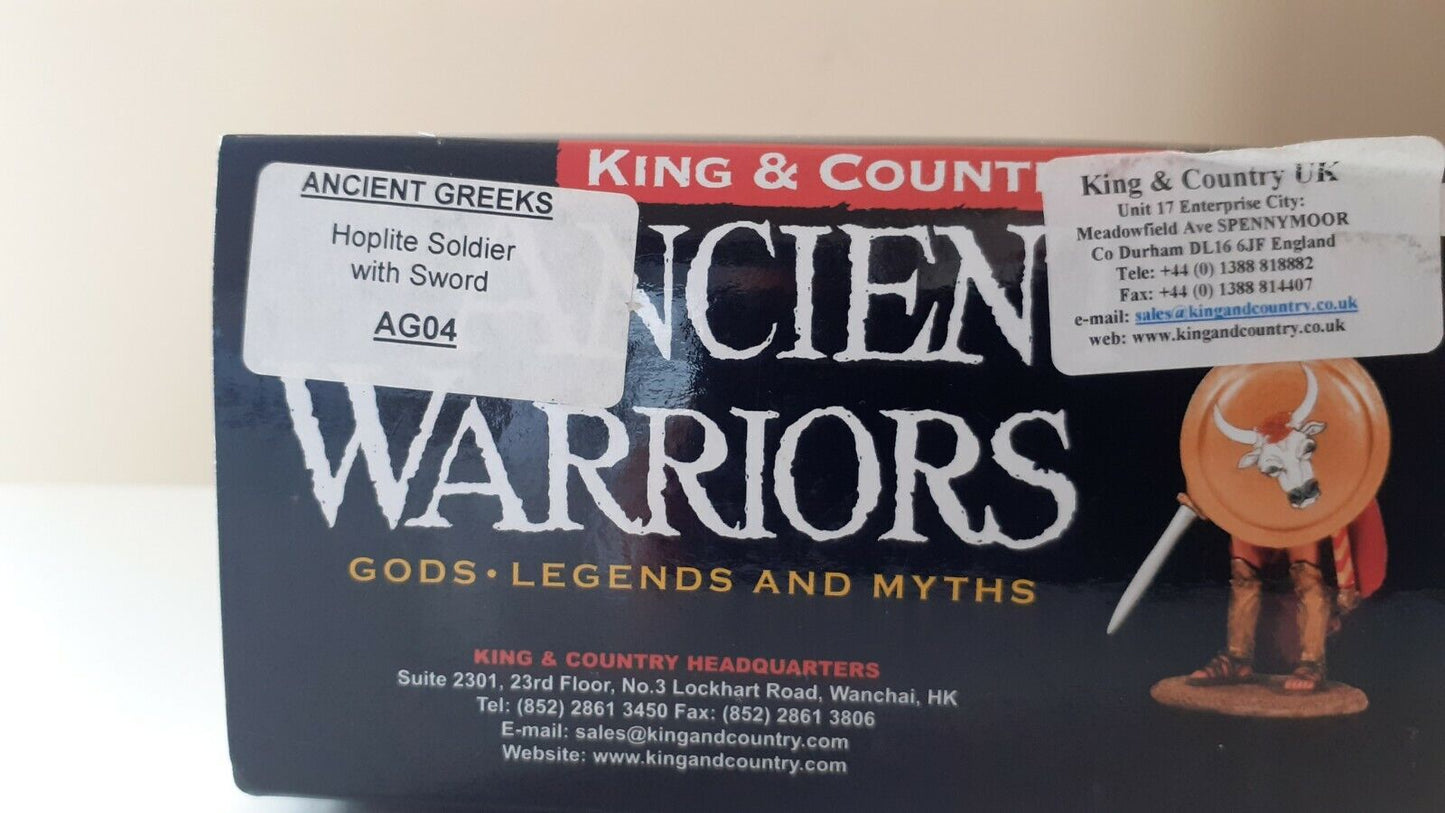 KING & COUNT
ANCIENT GREEKS
Hoplite Soldier
with Sword
AG04
King & Country UK
Unit 17 Enterprise City:
Meadowfield Ave SPENNYMOOR
Co Durham DL16 6JF England
Tele: +44 (0) 1388 818882
Fax: +44 (0) 1388 814407
e-mail: sales@kingandcountry.co.uk
web: www.kingandcountry.co.uk
ANCIEN
WARRIORS
GODS • LEGENDS AND MYTHS
KING & COUNTRY HEADQUARTERS
Suite 2301, 23rd Floor, No.3 Lockhart Road, Wanchai, HK
Tel: (852) 2861 3450 Fax: (852) 2861 3806
E-mail: sales@kingandcountry.com
Website: www.kingandcountry.com